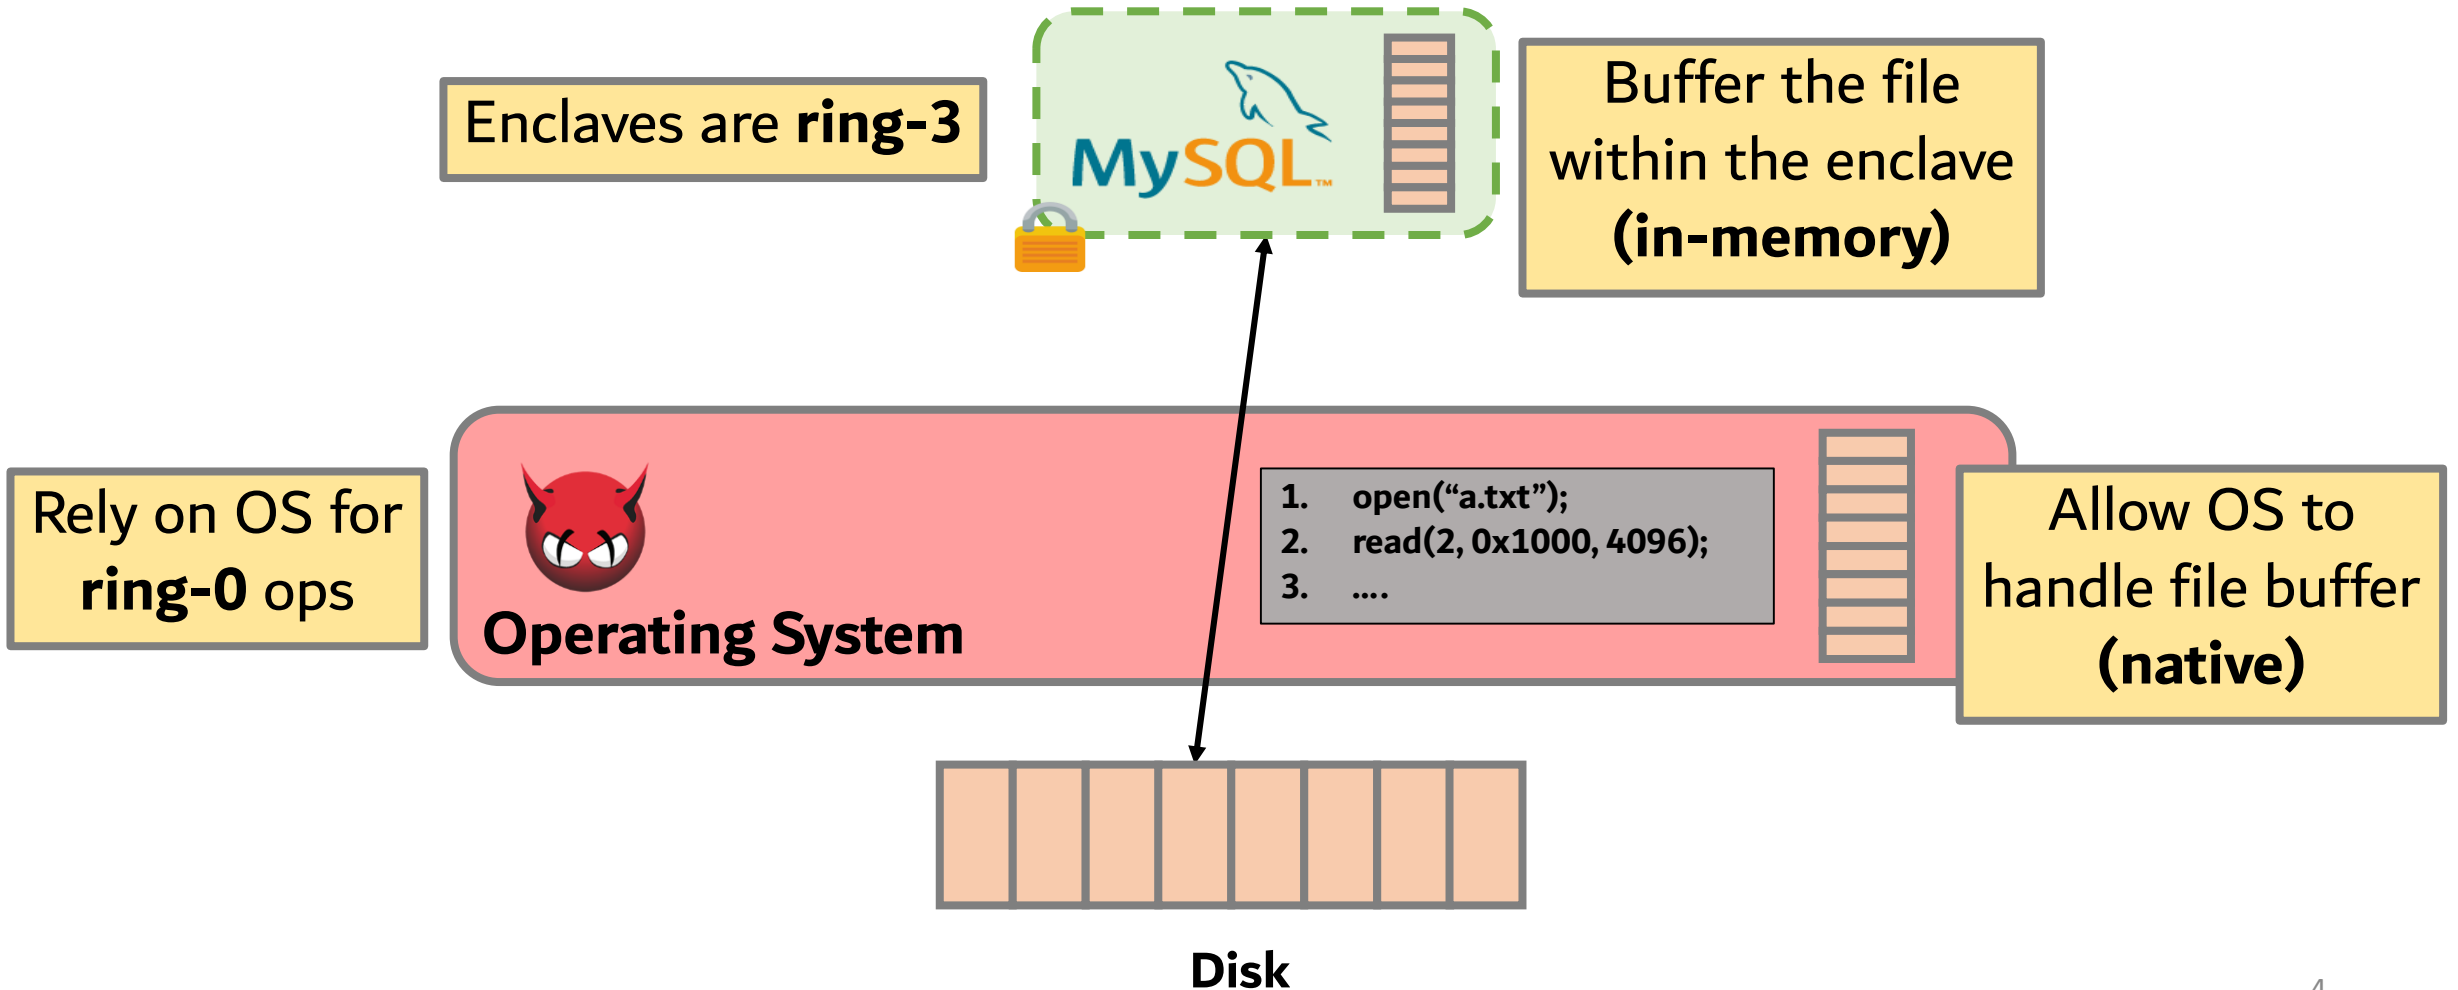 Enclaves are ring-3
MySQL™
Buffer the file
within the enclave
(in-memory)
Rely on OS for
ring-0 ops
Operating System
1. open(“a.txt”);
2. read(2, 0x1000, 4096);
3. ….
Allow OS to
handle file buffer
(native)
Disk
4